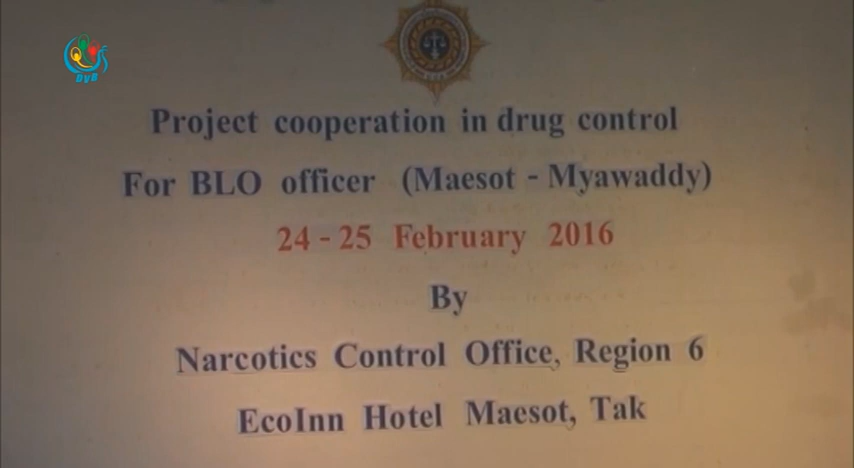 DVB
Project cooperation in drug control
For BLO officer (Maesot - Myawaddy)
24 - 25 February 2016
By
Narcotics Control Office, Region 6
EcoInn Hotel Maesot, Tak